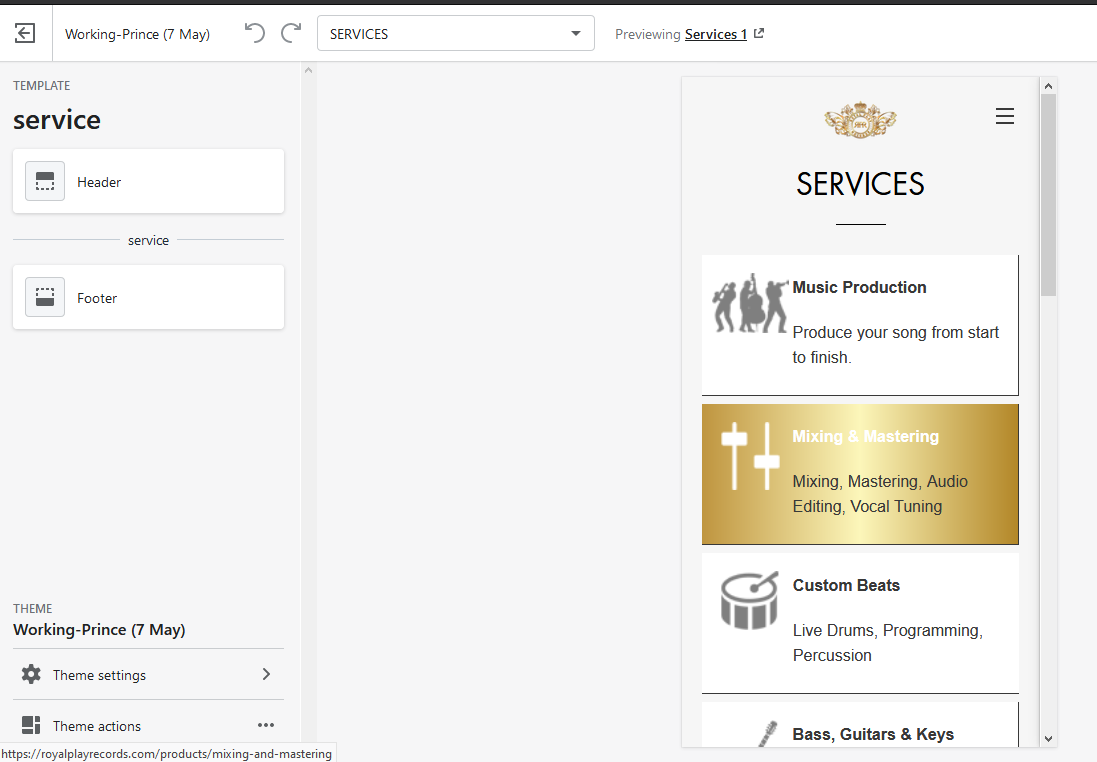 Working-Prince (7 May)
SERVICES
Previewing Services 1
TEMPLATE
service
Header
service
Footer
THEME
Working-Prince (7 May)
Theme settings
Theme actions
https://royalplayrecords.com/products/mixing-and-mastering
SERVICES
Music Production
Produce your song from start
to finish.
Mixing & Mastering
Mixing, Mastering, Audio
Editing, Vocal Tuning
Custom Beats
Live Drums, Programming,
Percussion
Bass, Guitars & Keys